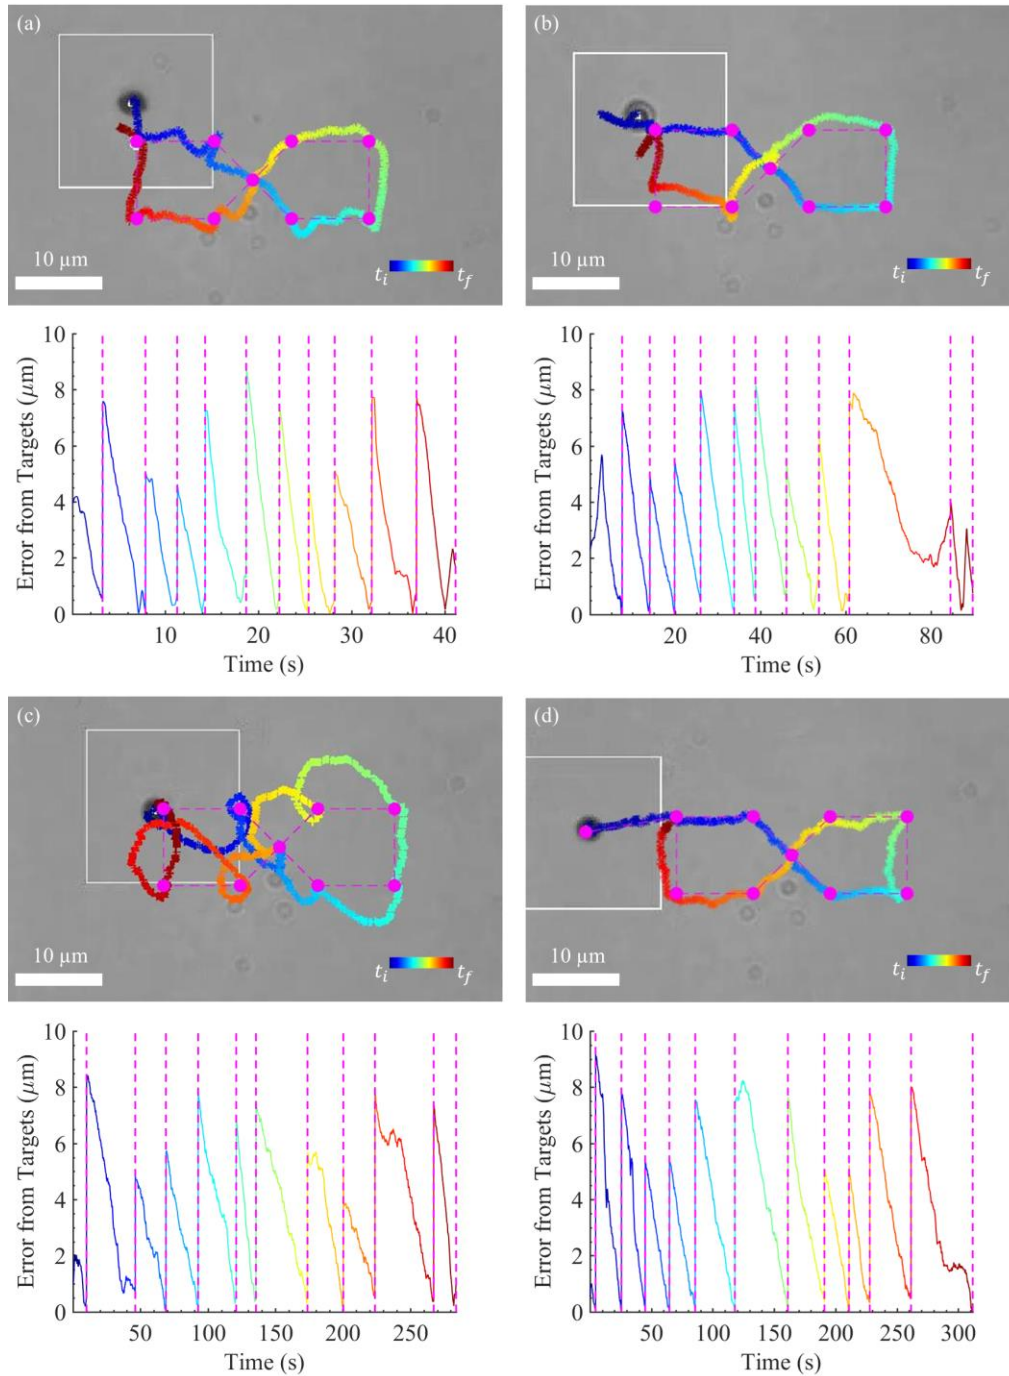 (a)
10 µm
t_i t_f
(b)
10 µm
t_i t_f
Error from Targets (µm)
10
8
6
4
2
0
10 20 30 40
Time (s)
Error from Targets (µm)
10
8
6
4
2
0
20 40 60 80
Time (s)
(c)
10 µm
t_i t_f
(d)
10 µm
t_i t_f
Error from Targets (µm)
10
8
6
4
2
0
50 100 150 200 250
Time (s)
Error from Targets (µm)
10
8
6
4
2
0
50 100 150 200 250 300
Time (s)